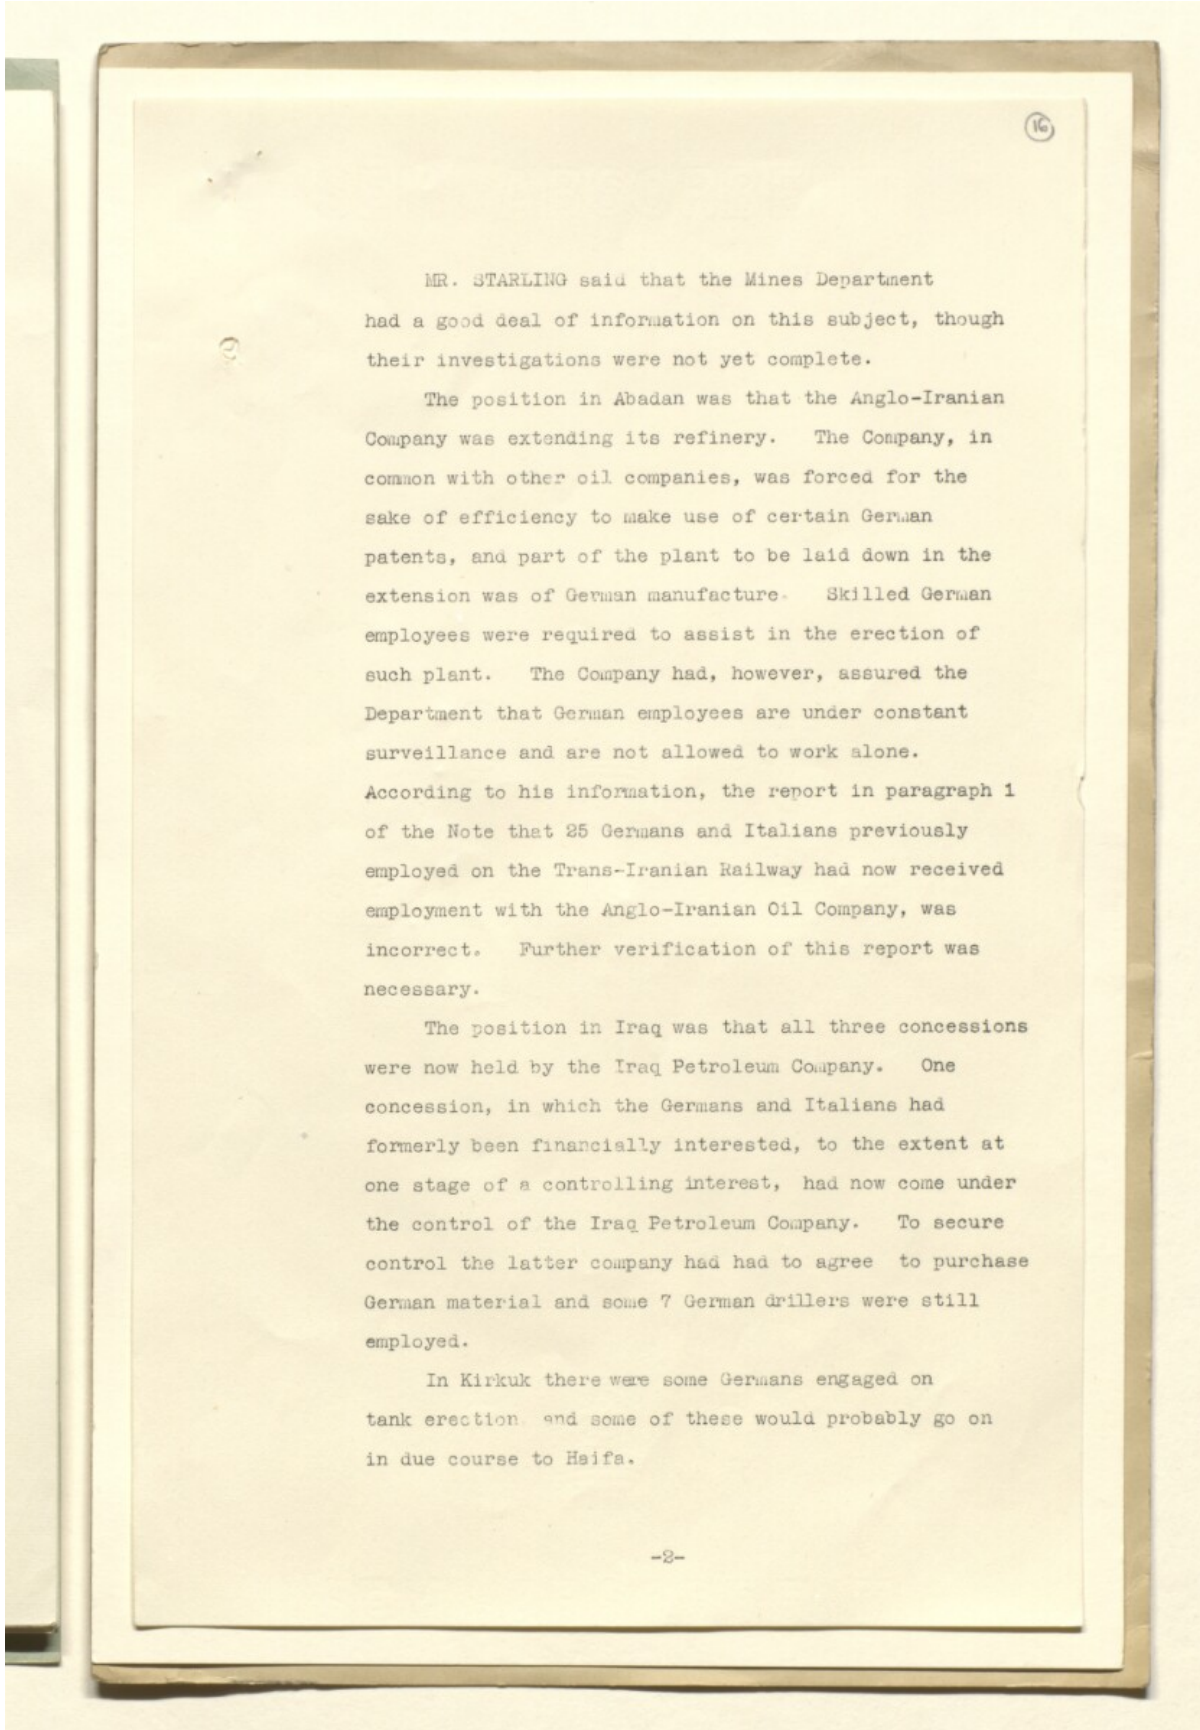 16
MR. STARLING said that the Mines Department
had a good deal of information on this subject, though
their investigations were not yet complete.
The position in Abadan was that the Anglo-Iranian
Company was extending its refinery. The Company, in
common with other oil companies, was forced for the
sake of efficiency to make use of certain German
patents, and part of the plant to be laid down in the
extension was of German manufacture. Skilled German
employees were required to assist in the erection of
such plant. The Company had, however, assured the
Department that German employees are under constant
surveillance and are not allowed to work alone.
According to his information, the report in paragraph 1
of the Note that 25 Germans and Italians previously
employed on the Trans-Iranian Railway had now received
employment with the Anglo-Iranian Oil Company, was
incorrect. Further verification of this report was
necessary.
The position in Iraq was that all three concessions
were now held by the Iraq Petroleum Company. One
concession, in which the Germans and Italians had
formerly been financially interested, to the extent at
one stage of a controlling interest, had now come under
the control of the Iraq Petroleum Company. To secure
control the latter company had had to agree to purchase
German material and some 7 German drillers were still
employed.
In Kirkuk there were some Germans engaged on
tank erection and some of these would probably go on
in due course to Haifa.
-2-